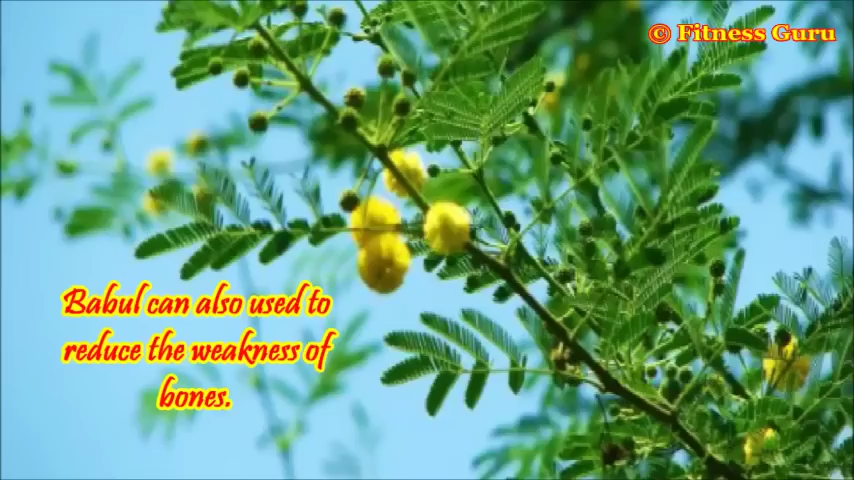 © Fitness Guru
Babul can also used to
reduce the weakness of
bones.